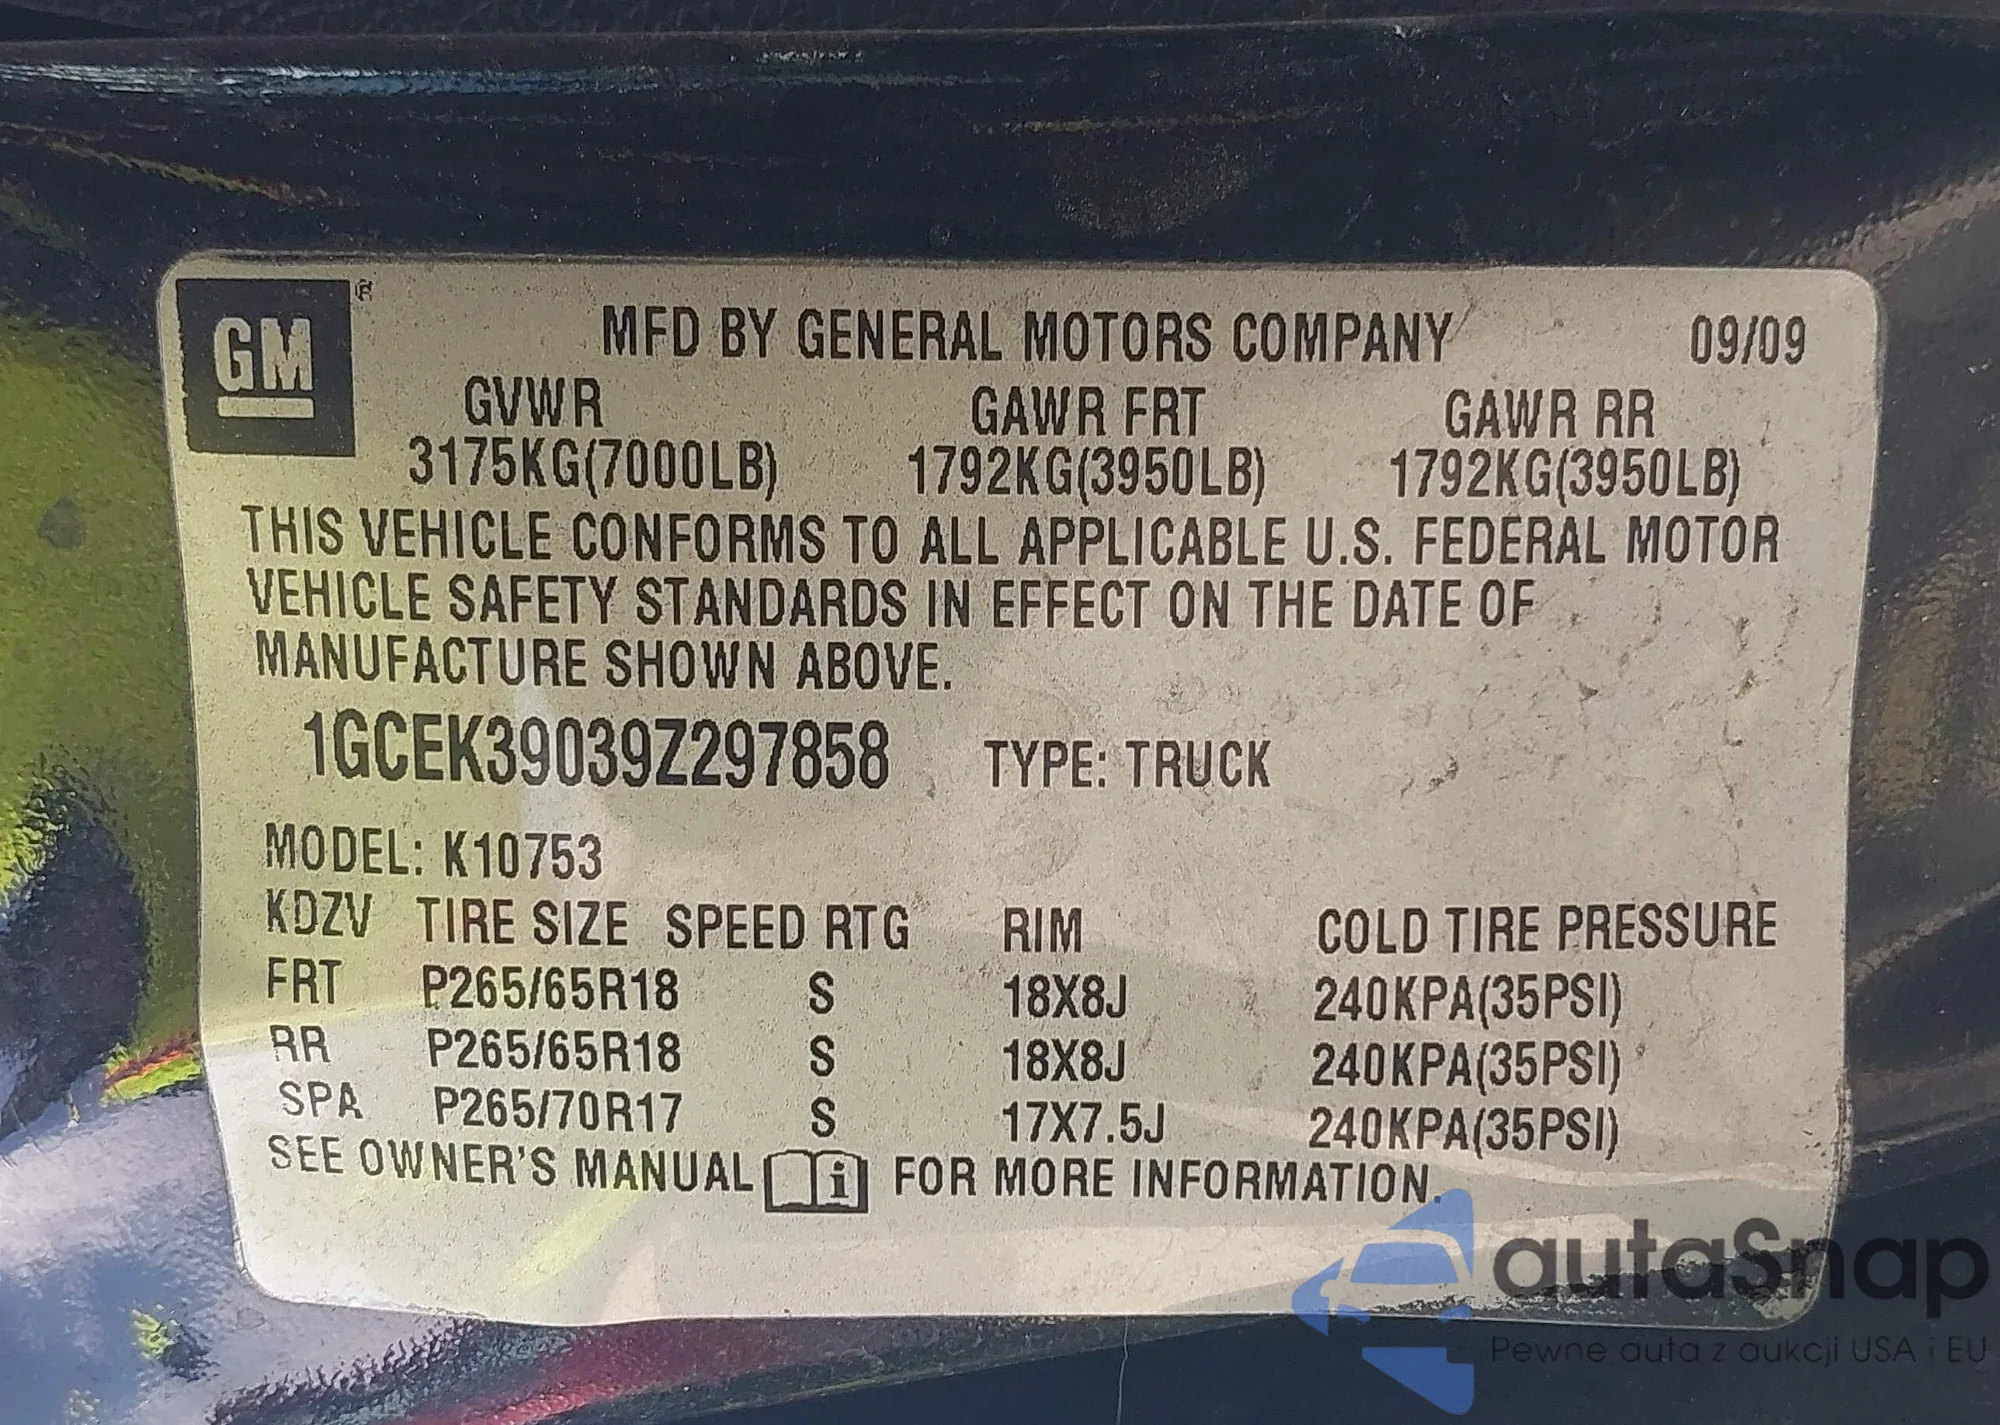 GM ®
MFD BY GENERAL MOTORS COMPANY 09/09
GVWR GAWR FRT GAWR RR
3175KG(7000LB) 1792KG(3950LB) 1792KG(3950LB)
THIS VEHICLE CONFORMS TO ALL APPLICABLE U.S. FEDERAL MOTOR
VEHICLE SAFETY STANDARDS IN EFFECT ON THE DATE OF
MANUFACTURE SHOWN ABOVE.
1GCEK39039Z297858 TYPE: TRUCK
MODEL: K10753
KDZV TIRE SIZE SPEED RTG RIM COLD TIRE PRESSURE
FRT P265/65R18 S 18X8J 240KPA(35PSI)
RR P265/65R18 S 18X8J 240KPA(35PSI)
SPA P265/70R17 S 17X7.5J 240KPA(35PSI)
SEE OWNER'S MANUAL i FOR MORE INFORMATION.
autaSnap
Pewne auta z aukcji USA i EU